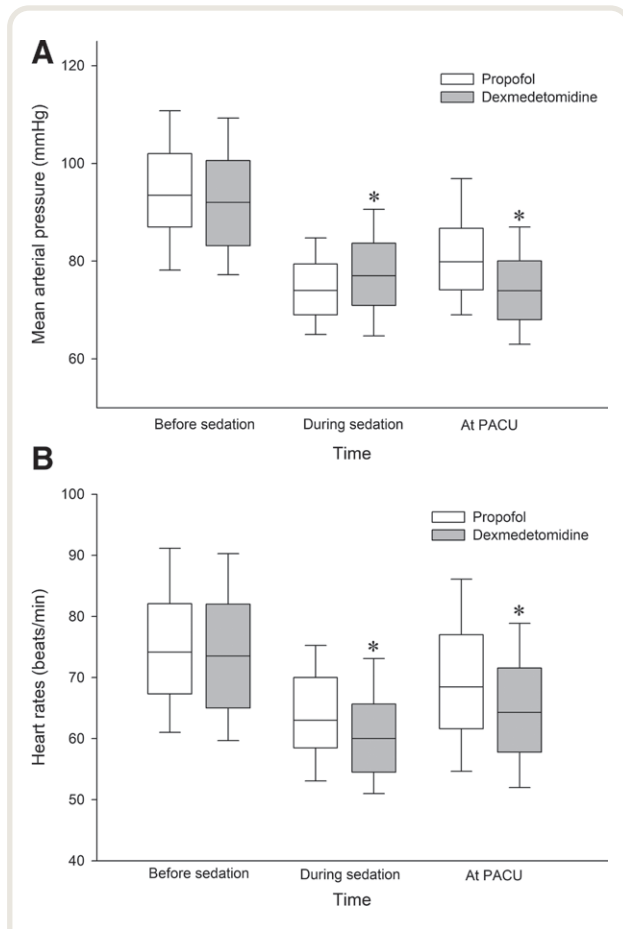 A
120
100
80
60
Mean arterial pressure (mmHg)
Propofol
Dexmedetomidine
*
*
Before sedation
During sedation
At PACU
Time
B
100
90
80
70
60
50
40
Heart rates (beats/min)
Propofol
Dexmedetomidine
*
*
Before sedation
During sedation
At PACU
Time